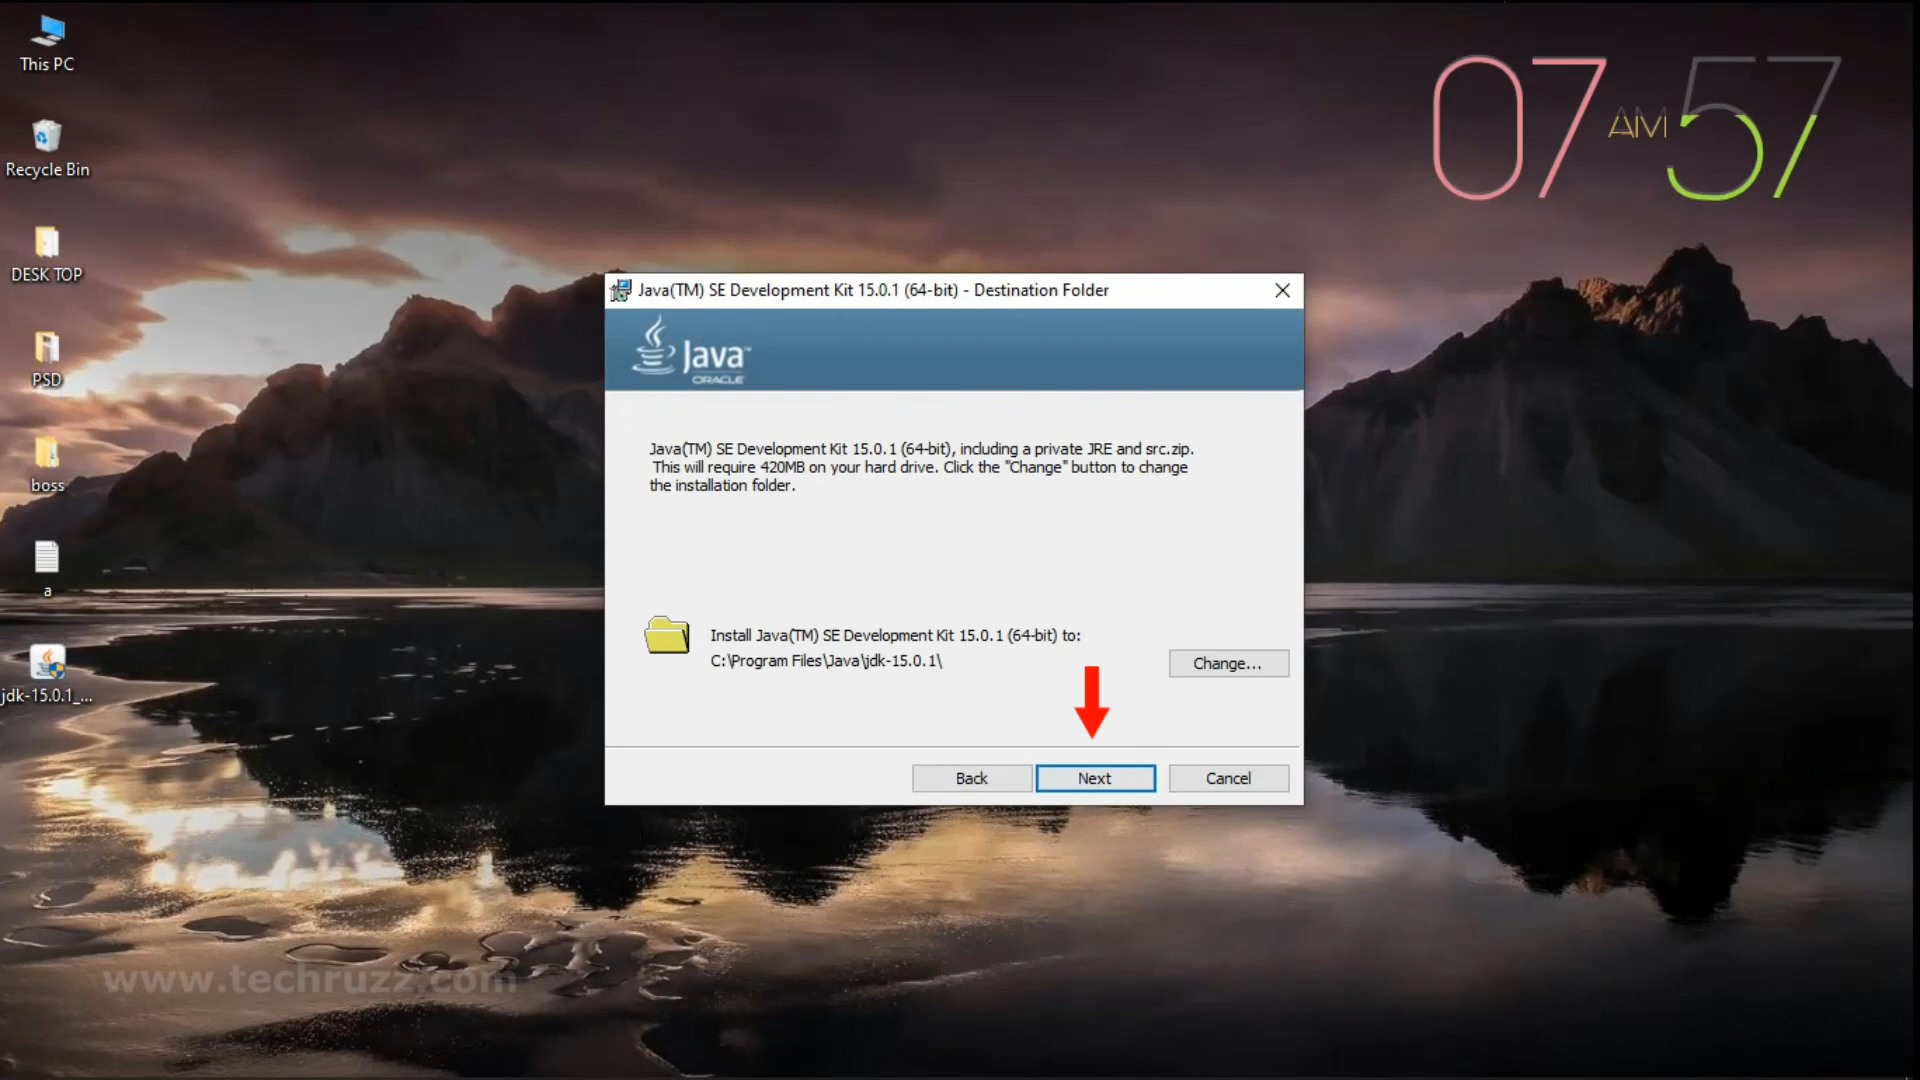 This PC
Recycle Bin
DESK TOP
PSD
boss
a
jdk-15.0.1_...
07 AM 57
Java(TM) SE Development Kit 15.0.1 (64-bit) - Destination Folder
Java™
ORACLE
Java(TM) SE Development Kit 15.0.1 (64-bit), including a private JRE and src.zip.
This will require 420MB on your hard drive. Click the "Change" button to change
the installation folder.
Install Java(TM) SE Development Kit 15.0.1 (64-bit) to:
C:\Program Files\Java\jdk-15.0.1\
Change...
Back
Next
Cancel
www.techruzz.com